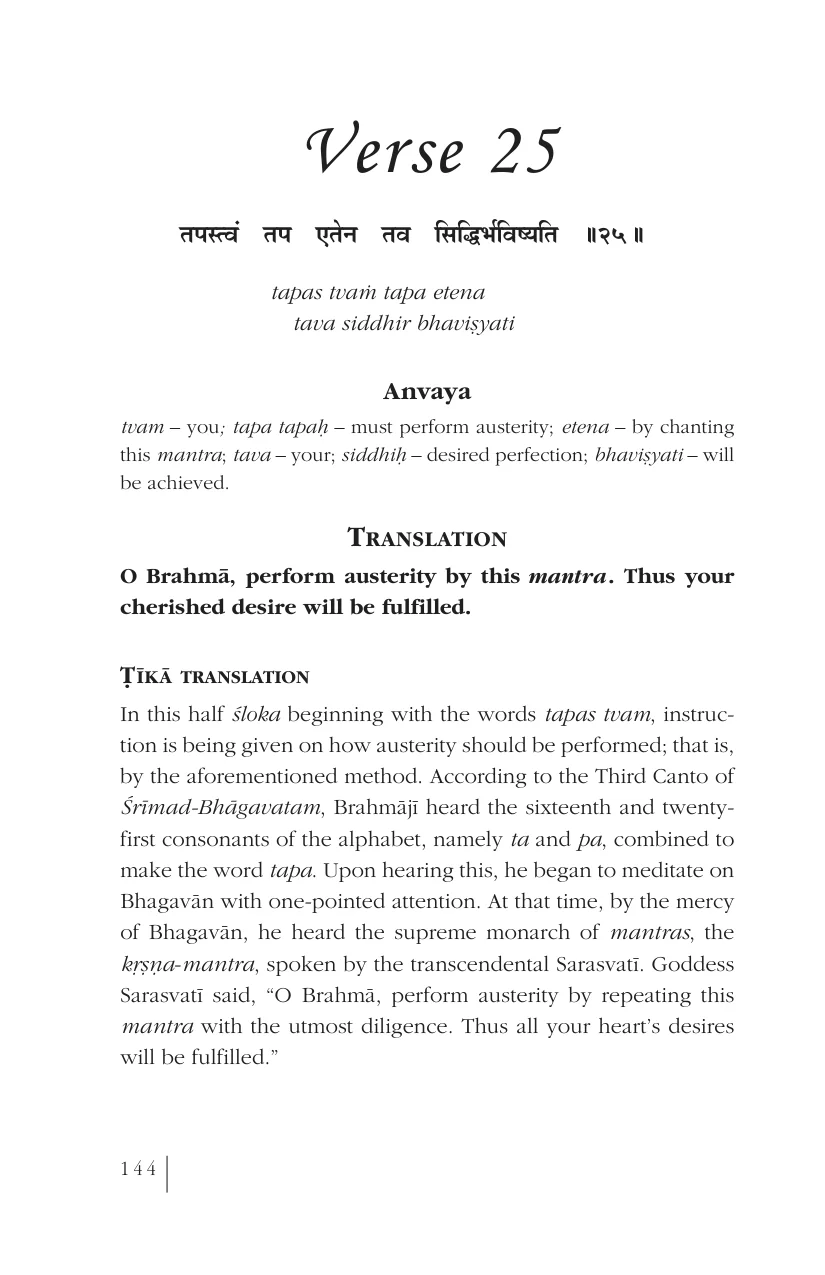 Verse 25
तपस्त्वं तप एतेन तव सिद्धिर्भविष्यति ॥२५॥
tapas tvaṁ tapa etena
tava siddhir bhaviṣyati
Anvaya
tvam – you; tapa tapaḥ – must perform austerity; etena – by chanting
this mantra; tava – your; siddhiḥ – desired perfection; bhaviṣyati – will
be achieved.
Translation
O Brahmā, perform austerity by this mantra. Thus your
cherished desire will be fulfilled.
Ṭīkā translation
In this half śloka beginning with the words tapas tvam, instruc-
tion is being given on how austerity should be performed; that is,
by the aforementioned method. According to the Third Canto of
Śrīmad-Bhāgavatam, Brahmājī heard the sixteenth and twenty-
first consonants of the alphabet, namely ta and pa, combined to
make the word tapa. Upon hearing this, he began to meditate on
Bhagavān with one-pointed attention. At that time, by the mercy
of Bhagavān, he heard the supreme monarch of mantras, the
kṛṣṇa-mantra, spoken by the transcendental Sarasvatī. Goddess
Sarasvatī said, “O Brahmā, perform austerity by repeating this
mantra with the utmost diligence. Thus all your heart’s desires
will be fulfilled.”
144